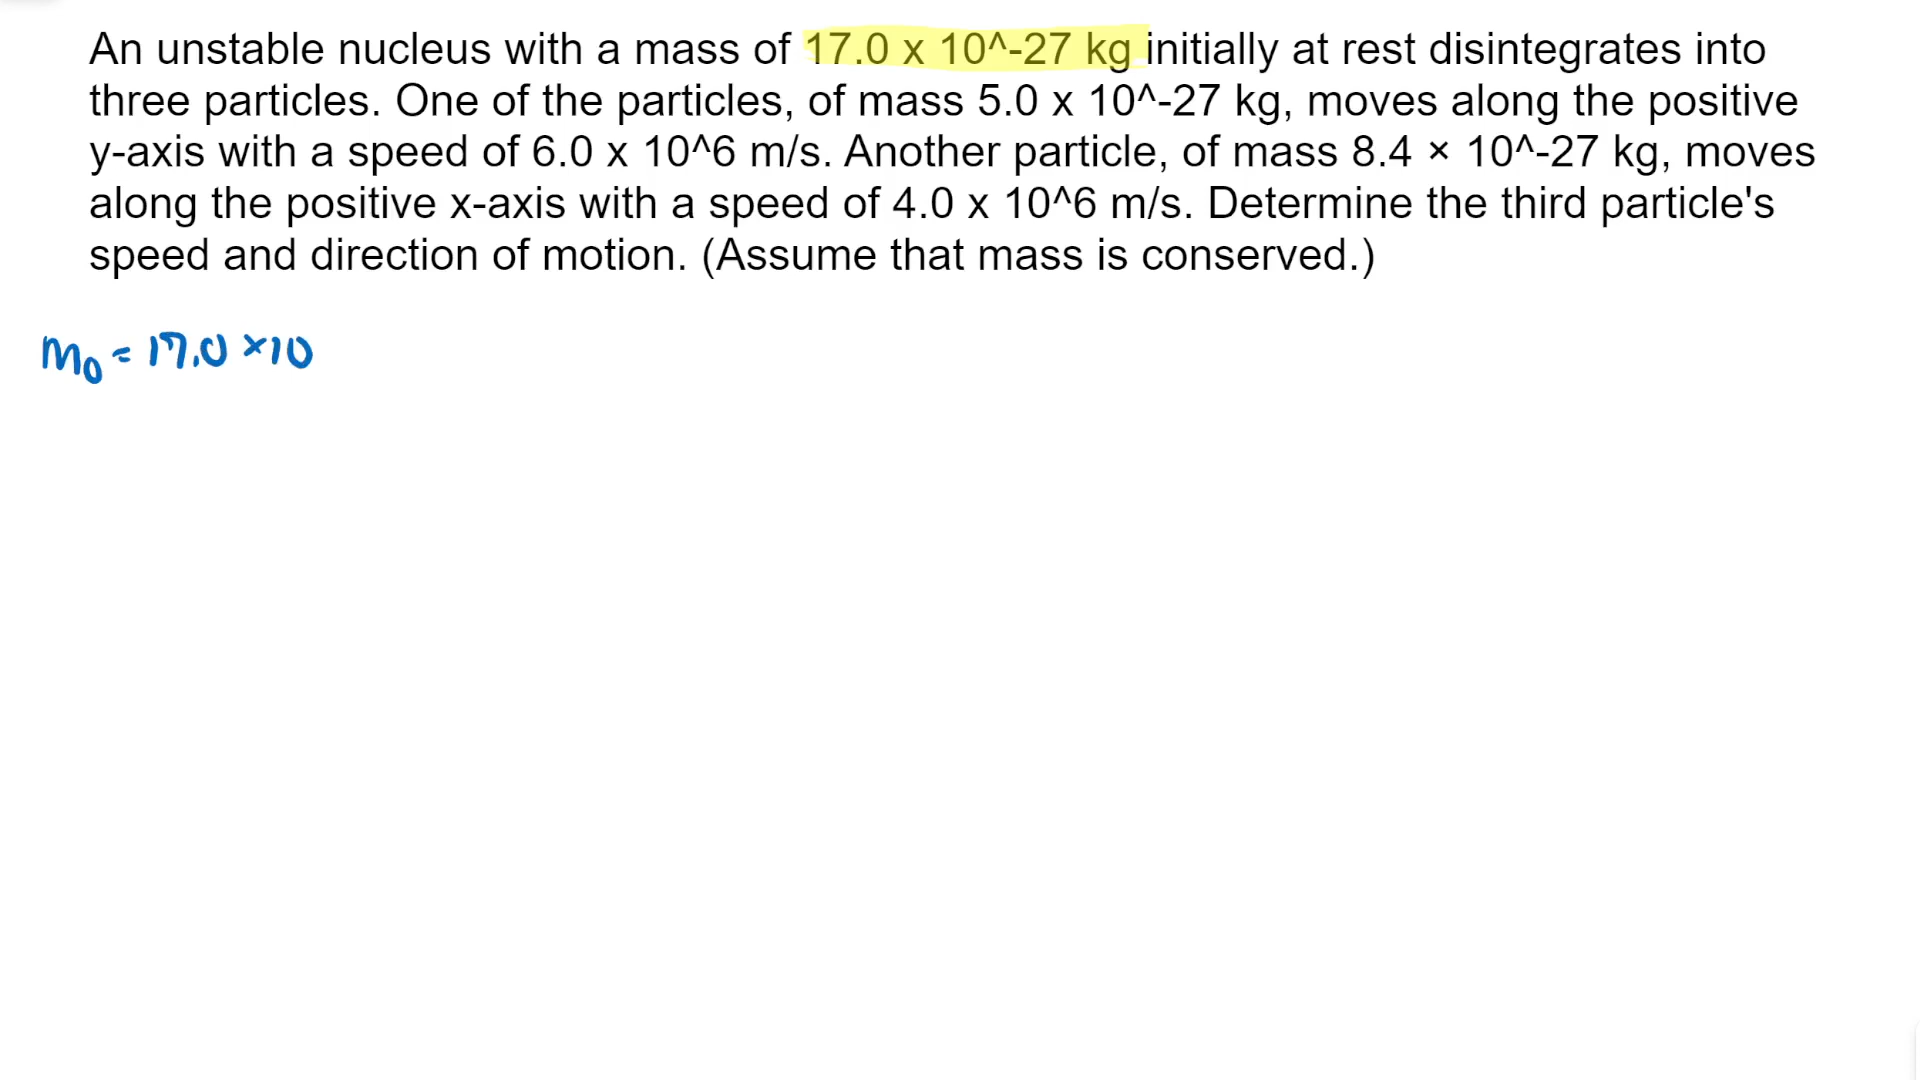 An unstable nucleus with a mass of 17.0 x 10^-27 kg initially at rest disintegrates into
three particles. One of the particles, of mass 5.0 x 10^-27 kg, moves along the positive
y-axis with a speed of 6.0 x 10^6 m/s. Another particle, of mass 8.4 × 10^-27 kg, moves
along the positive x-axis with a speed of 4.0 x 10^6 m/s. Determine the third particle's
speed and direction of motion. (Assume that mass is conserved.)
m₀ = 17.0 ×10